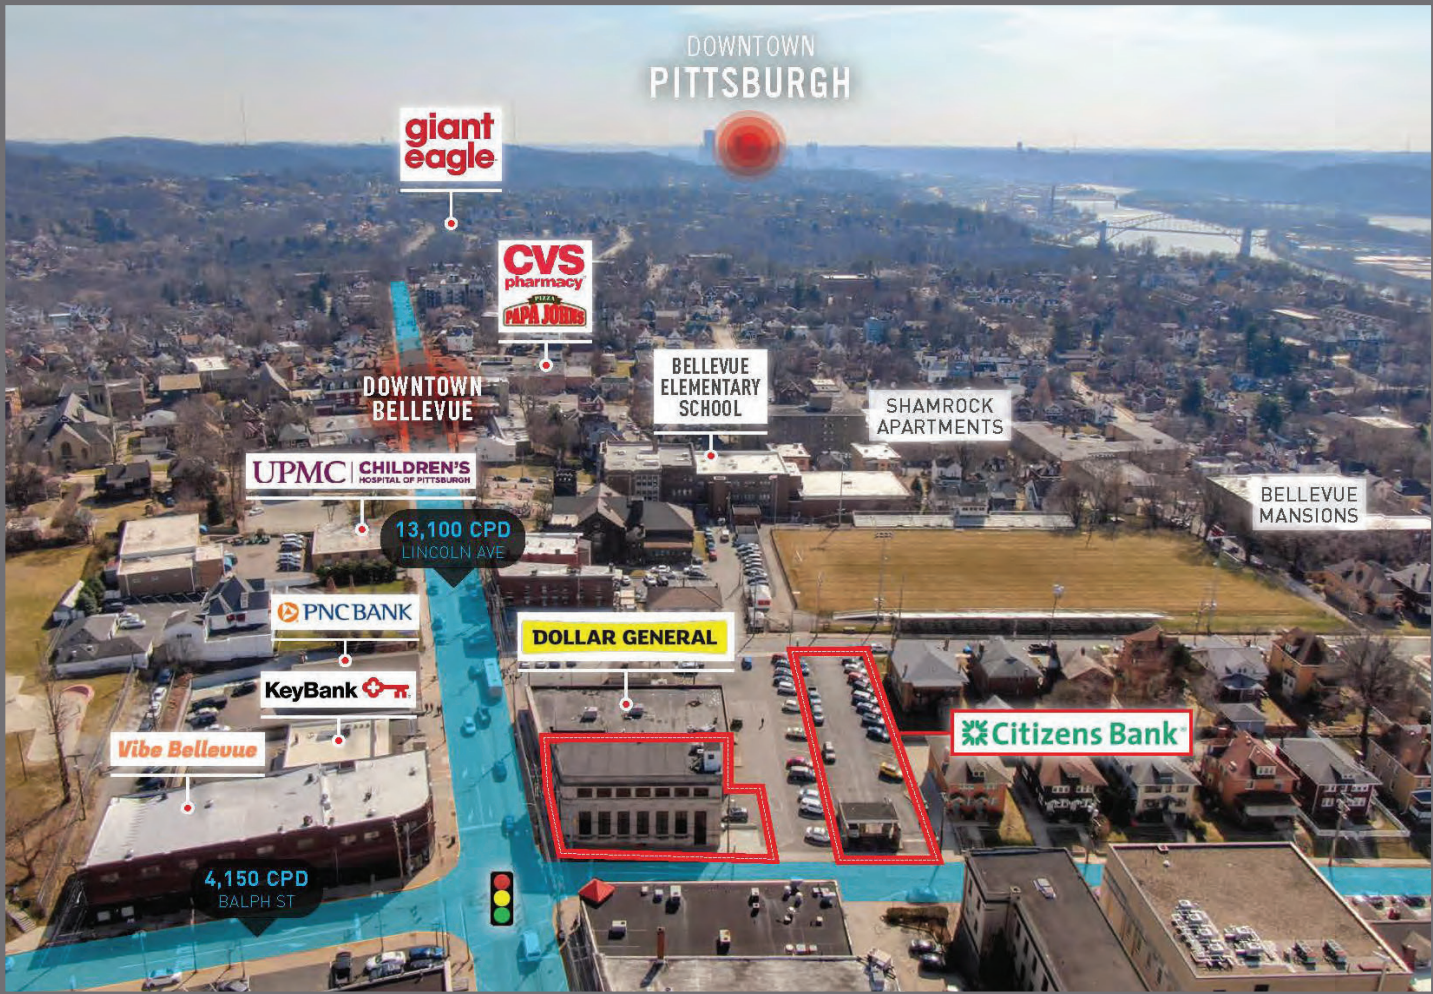 DOWNTOWN
PITTSBURGH
giant
eagle
CVS
pharmacy
PIZZA
PAPA JOHNS
DOWNTOWN
BELLEVUE
BELLEVUE
ELEMENTARY
SCHOOL
SHAMROCK
APARTMENTS
UPMC
CHILDREN'S
HOSPITAL OF PITTSBURGH
BELLEVUE
MANSIONS
13,100 CPD
LINCOLN AVE
PNC BANK
DOLLAR GENERAL
KeyBank
Citizens Bank
Vibe Bellevue
4,150 CPD
BALPH ST